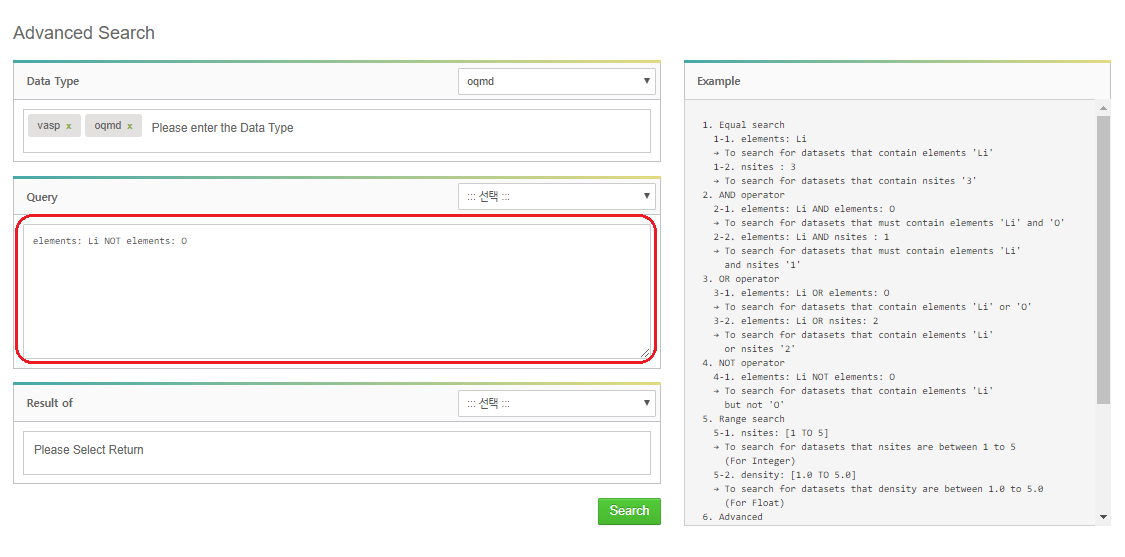 Advanced Search
Data Type
oqmd
vasp x oqmd x Please enter the Data Type
Query
::: 선택 :::
elements: Li NOT elements: O
Result of
::: 선택 :::
Please Select Return
Search
Example
1. Equal search
1-1. elements: Li
→ To search for datasets that contain elements 'Li'
1-2. nsites : 3
→ To search for datasets that contain nsites '3'
2. AND operator
2-1. elements: Li AND elements: O
→ To search for datasets that must contain elements 'Li' and 'O'
2-2. elements: Li AND nsites : 1
→ To search for datasets that must contain elements 'Li'
and nsites '1'
3. OR operator
3-1. elements: Li OR elements: O
→ To search for datasets that contain elements 'Li' or 'O'
3-2. elements: Li OR nsites: 2
→ To search for datasets that contain elements 'Li'
or nsites '2'
4. NOT operator
4-1. elements: Li NOT elements: O
→ To search for datasets that contain elements 'Li'
but not 'O'
5. Range search
5-1. nsites: [1 TO 5]
→ To search for datasets that nsites are between 1 to 5
(For Integer)
5-2. density: [1.0 TO 5.0]
→ To search for datasets that density are between 1.0 to 5.0
(For Float)
6. Advanced